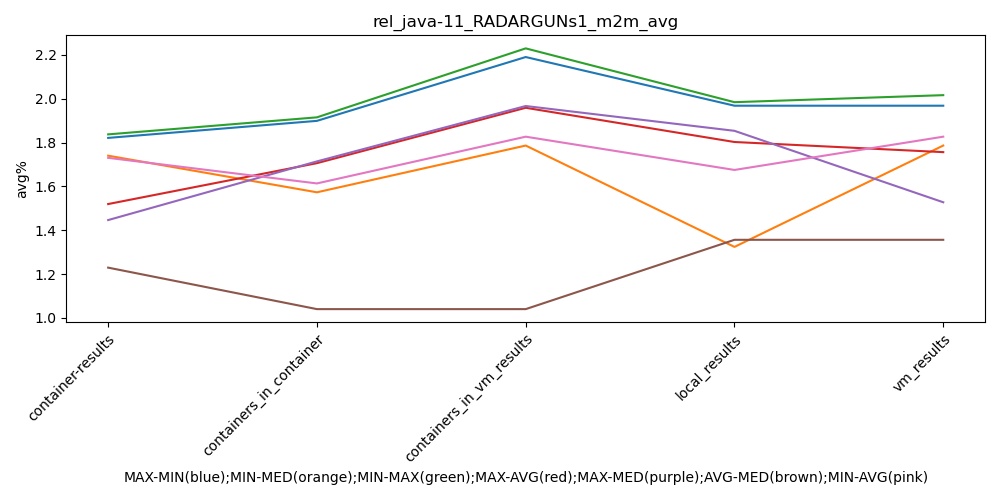 rel_java-11_RADARGUNs1_m2m_avg
avg%
2.2
2.0
1.8
1.6
1.4
1.2
1.0
container-results
containers_in_container
containers_in_vm_results
local_results
vm_results
MAX-MIN(blue);MIN-MED(orange);MIN-MAX(green);MAX-AVG(red);MAX-MED(purple);AVG-MED(brown);MIN-AVG(pink)